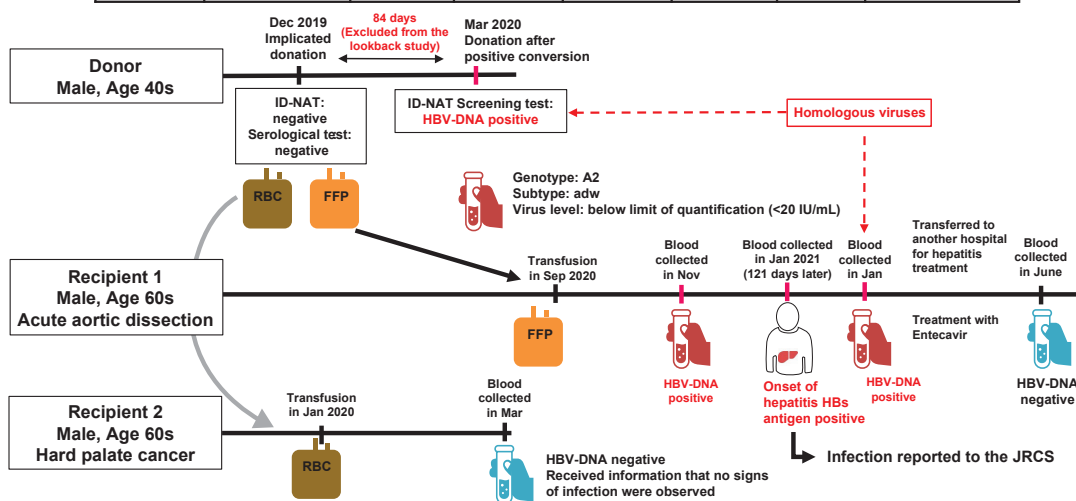 Dec 2019
Implicated
donation
84 days
(Excluded from the
lookback study)
Mar 2020
Donation after
positive conversion
Donor
Male, Age 40s
ID-NAT:
negative
Serological test:
negative
ID-NAT Screening test:
HBV-DNA positive
Homologous viruses
RBC
FFP
Genotype: A2
Subtype: adw
Virus level: below limit of quantification (<20 IU/mL)
Recipient 1
Male, Age 60s
Acute aortic dissection
Transfusion
in Sep 2020
Blood
collected
in Nov
Blood collected
in Jan 2021
(121 days later)
Blood
collected
in Jan
Transferred to
another hospital
for hepatitis
treatment
Blood
collected
in June
FFP
HBV-DNA
positive
Onset of
hepatitis HBs
antigen positive
HBV-DNA
positive
Treatment with
Entecavir
HBV-DNA
negative
Infection reported to the JRCS
Recipient 2
Male, Age 60s
Hard palate cancer
Transfusion
in Jan 2020
Blood
collected
in Mar
RBC
HBV-DNA negative
Received information that no signs
of infection were observed